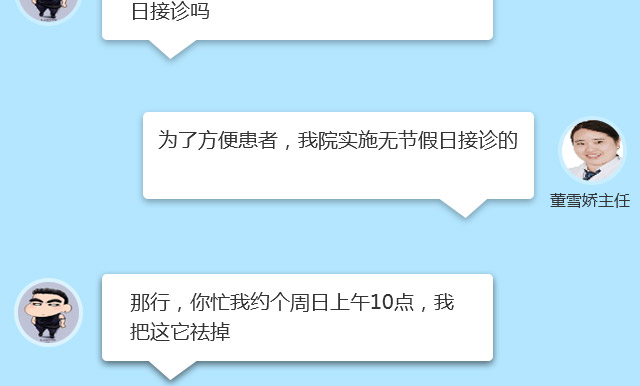 日接诊吗
为了方便患者，我院实施无节假日接诊的
董雪娇主任
那行，你忙我约个周日上午10点，我
把这它祛掉